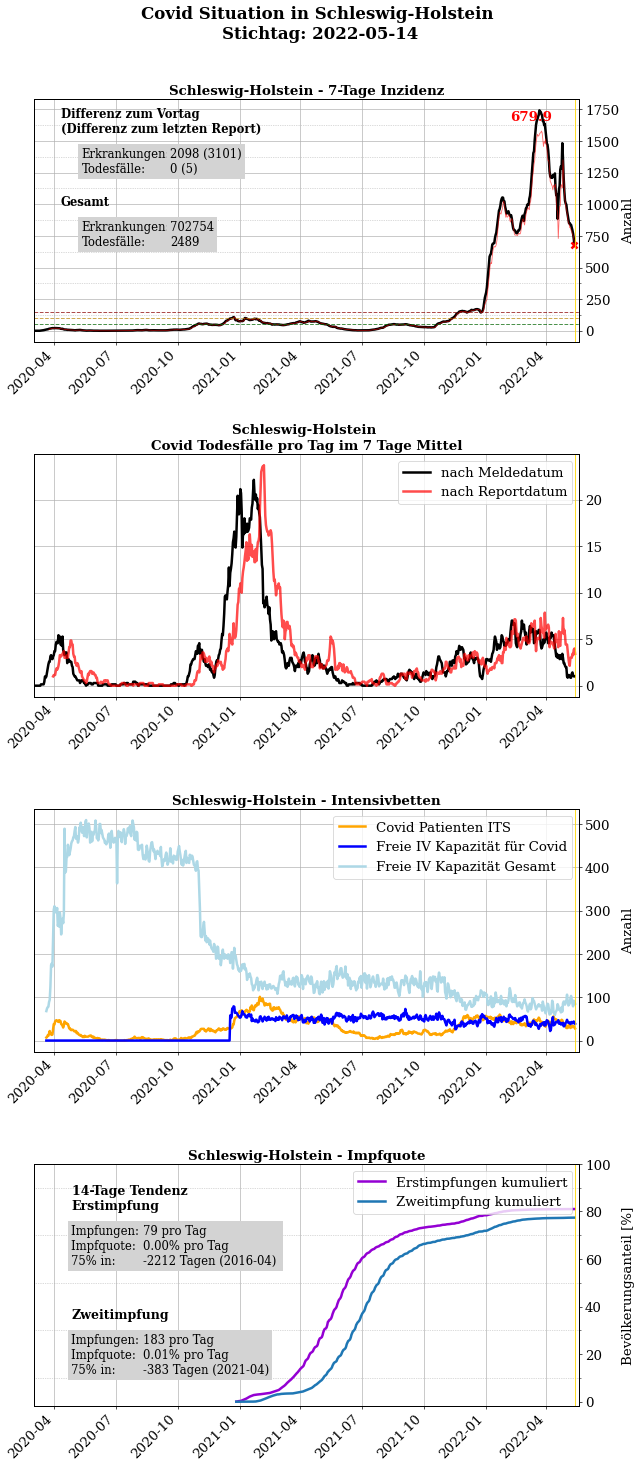 Covid Situation in Schleswig-Holstein
Stichtag: 2022-05-14
Schleswig-Holstein - 7-Tage Inzidenz
Differenz zum Vortag
(Differenz zum letzten Report)
Erkrankungen 2098 (3101)
Todesfälle: 0 (5)
Gesamt
Erkrankungen 702754
Todesfälle: 2489
679.9
1750
1500
1250
1000
750
500
250
0
Anzahl
2020-04
2020-07
2020-10
2021-01
2021-04
2021-07
2021-10
2022-01
2022-04
Schleswig-Holstein
Covid Todesfälle pro Tag im 7 Tage Mittel
nach Meldedatum
nach Reportdatum
20
15
10
5
0
2020-04
2020-07
2020-10
2021-01
2021-04
2021-07
2021-10
2022-01
2022-04
Schleswig-Holstein - Intensivbetten
Covid Patienten ITS
Freie IV Kapazität für Covid
Freie IV Kapazität Gesamt
500
400
300
200
100
0
Anzahl
2020-04
2020-07
2020-10
2021-01
2021-04
2021-07
2021-10
2022-01
2022-04
Schleswig-Holstein - Impfquote
14-Tage Tendenz
Erstimpfung
Impfungen: 79 pro Tag
Impfquote: 0.00% pro Tag
75% in: -2212 Tagen (2016-04)
Zweitimpfung
Impfungen: 183 pro Tag
Impfquote: 0.01% pro Tag
75% in: -383 Tagen (2021-04)
Erstimpfungen kumuliert
Zweitimpfung kumuliert
100
80
60
40
20
0
Bevölkerungsanteil [%]
2020-04
2020-07
2020-10
2021-01
2021-04
2021-07
2021-10
2022-01
2022-04